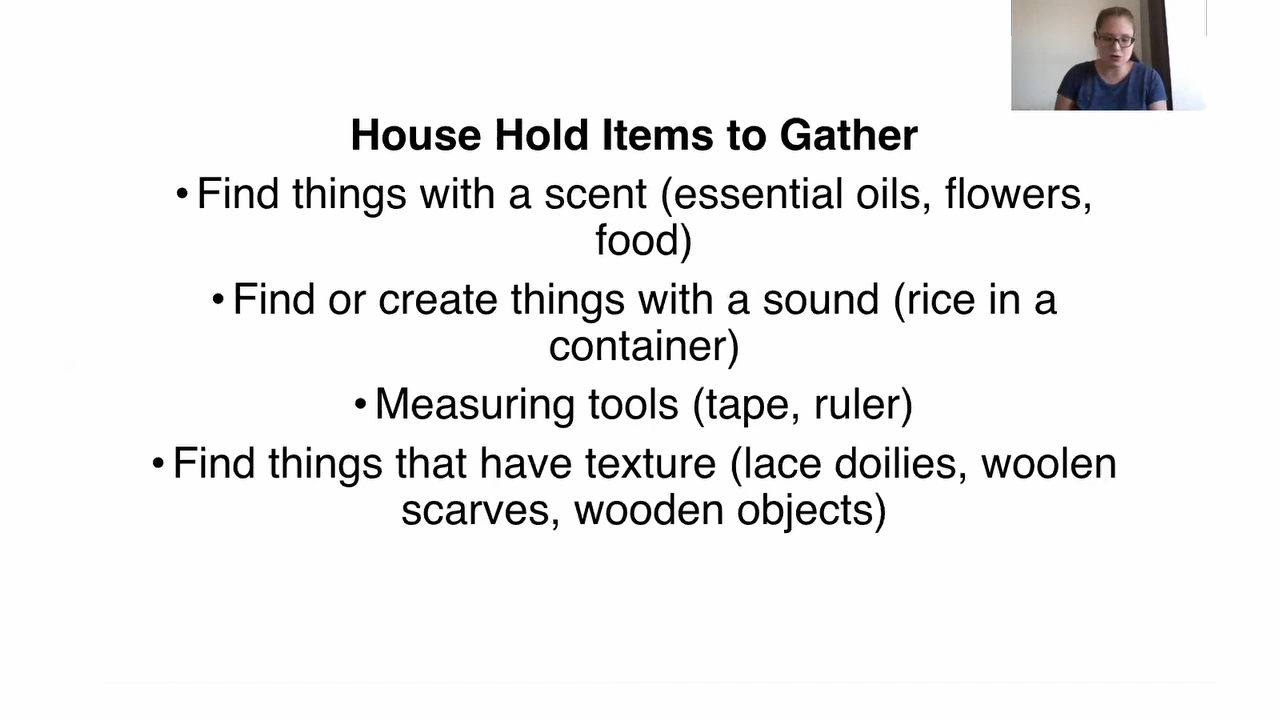 House Hold Items to Gather
• Find things with a scent (essential oils, flowers,
food)
• Find or create things with a sound (rice in a
container)
• Measuring tools (tape, ruler)
• Find things that have texture (lace doilies, woolen
scarves, wooden objects)